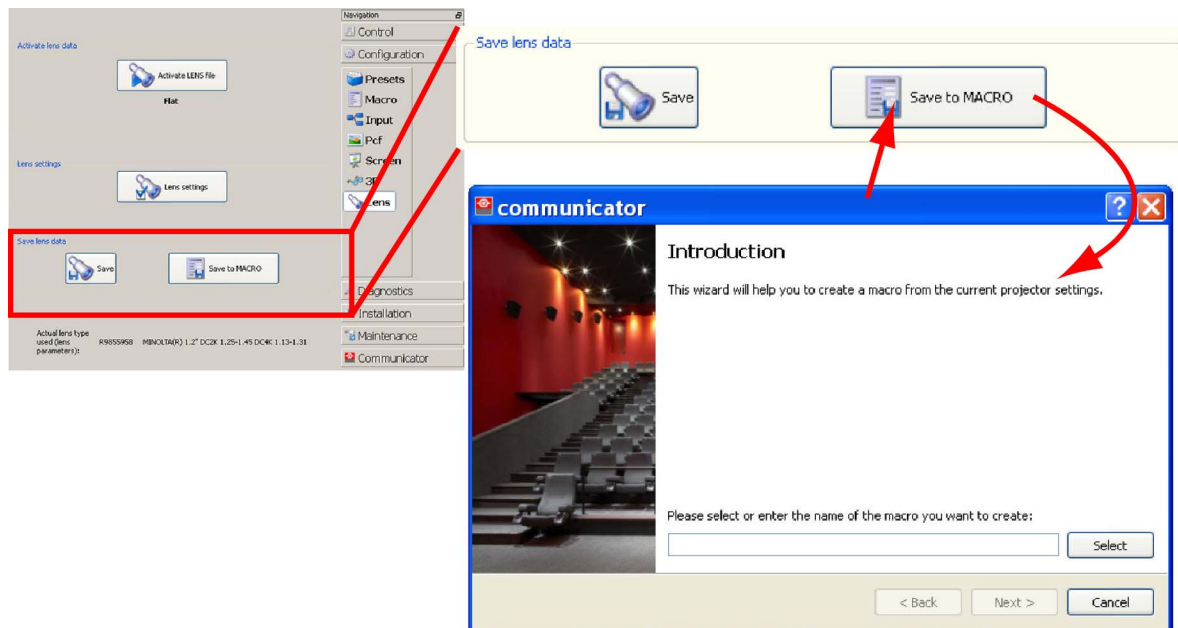 Activate lens data
Activate LENS file
Flat
Lens settings
Lens settings
Save lens data
Save
Save to MACRO
Actual lens type
used (lens
parameters):
R9855958 MINOLTA(R) 1.2" DC2K 1.25-1.45 DC4K 1.13-1.31
Navigation
Control
Configuration
Presets
Macro
Input
Pcf
Screen
3D
Lens
Diagnostics
Installation
Maintenance
Communicator
Save lens data
Save
Save to MACRO
communicator
Introduction
This wizard will help you to create a macro from the current projector settings.
Please select or enter the name of the macro you want to create:
Select
< Back
Next >
Cancel